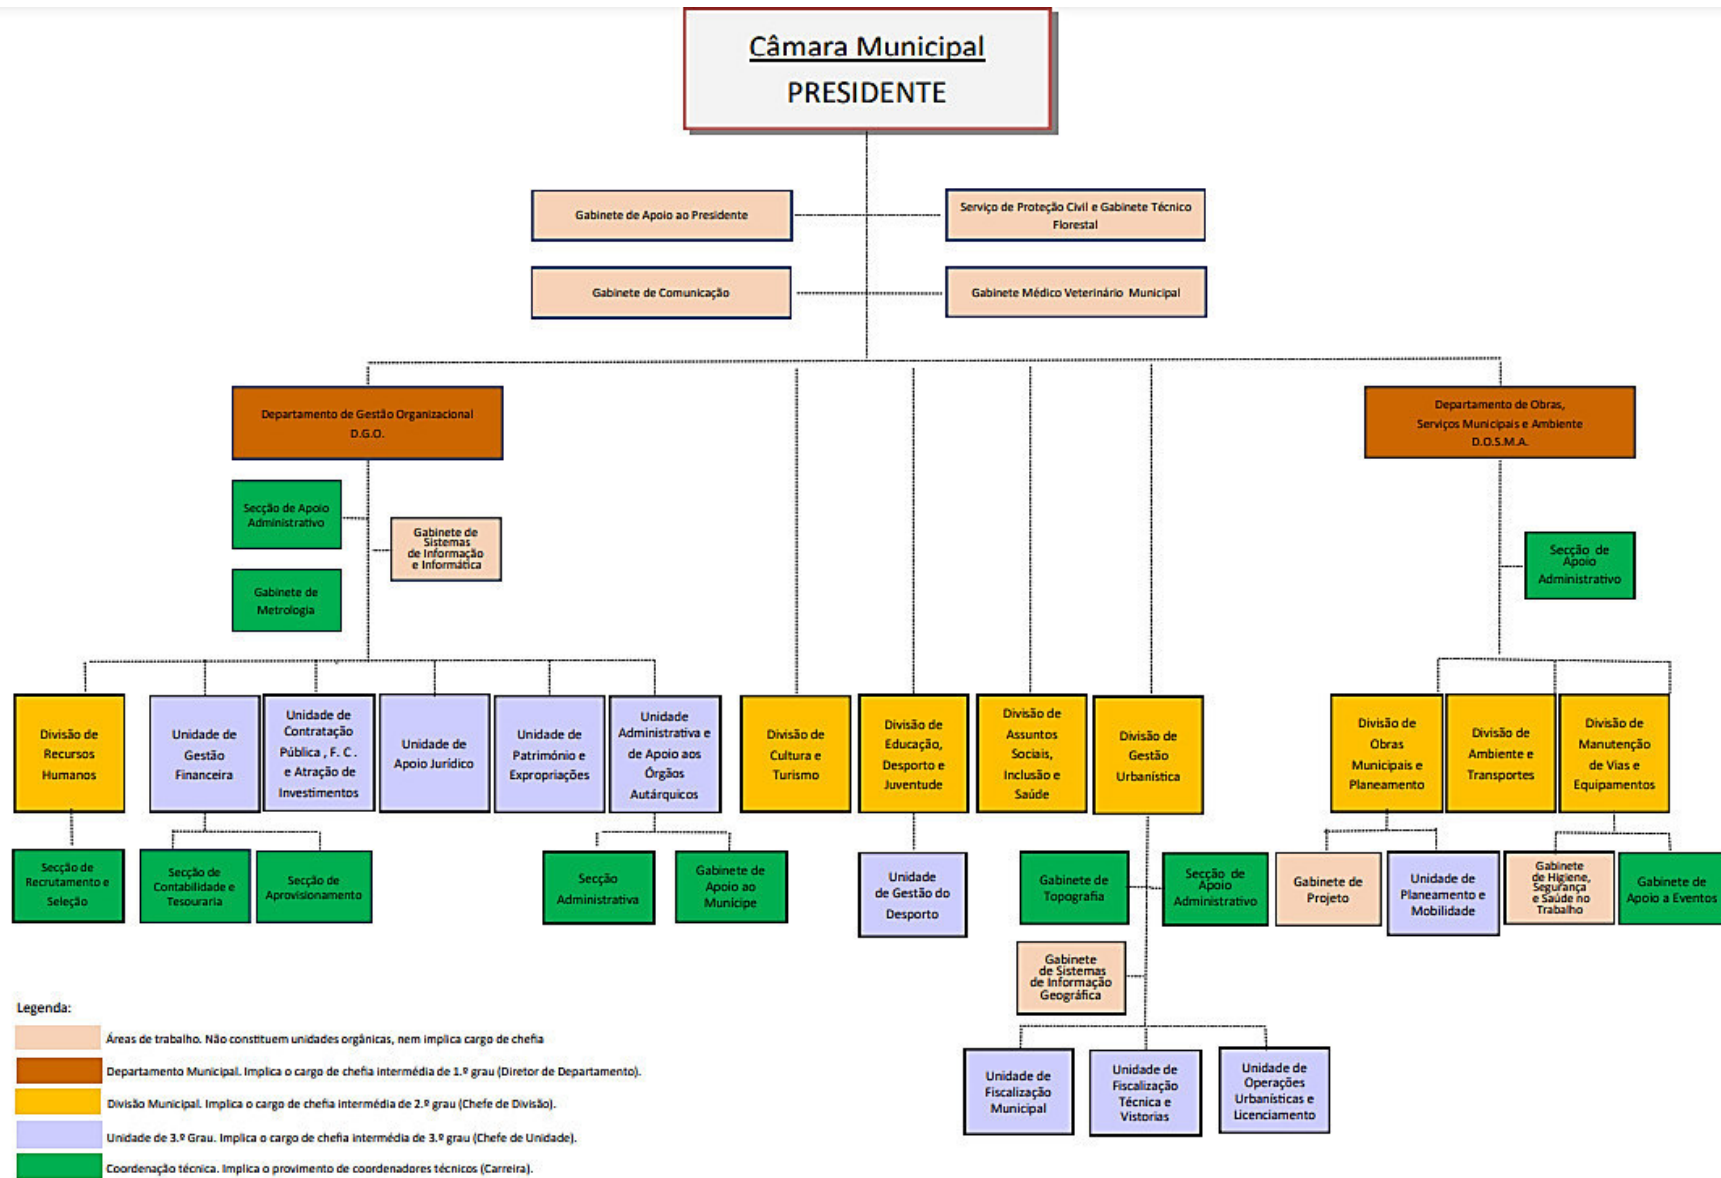 Câmara Municipal
PRESIDENTE
Gabinete de Apoio ao Presidente
Serviço de Proteção Civil e Gabinete Técnico
Florestal
Gabinete de Comunicação
Gabinete Médico Veterinário Municipal
Departamento de Gestão Organizacional
D.G.O.
Departamento de Obras,
Serviços Municipais e Ambiente
D.O.S.M.A.
Secção de Apoio
Administrativo
Gabinete de
Sistemas
de Informação
e Informática
Gabinete de
Metrologia
Secção de
Apoio
Administrativo
Divisão de
Recursos
Humanos
Unidade de
Gestão
Financeira
Unidade de
Contratação
Pública , F. C .
e Atração de
Investimentos
Unidade de
Apoio Jurídico
Unidade de
Património e
Expropriações
Unidade
Administrativa e
de Apoio aos
Órgãos
Autárquicos
Divisão de
Cultura e
Turismo
Divisão de
Educação,
Desporto e
Juventude
Divisão de
Assuntos
Sociais,
Inclusão e
Saúde
Divisão de
Gestão
Urbanística
Divisão de
Obras
Municipais e
Planeamento
Divisão de
Ambiente e
Transportes
Divisão de
Manutenção
de Vias e
Equipamentos
Secção de
Recrutamento e
Seleção
Secção de
Contabilidade e
Tesouraria
Secção de
Aprovisionamento
Secção
Administrativa
Gabinete de
Apoio ao
Munícipe
Unidade
de Gestão do
Desporto
Gabinete de
Topografia
Secção de
Apoio
Administrativo
Gabinete de
Projeto
Unidade de
Planeamento e
Mobilidade
Gabinete
de Higiene,
Segurança
e Saúde no
Trabalho
Gabinete de
Apoio a Eventos
Gabinete
de Sistemas
de Informação
Geográfica
Unidade de
Fiscalização
Municipal
Unidade de
Fiscalização
Técnica e
Vistorias
Unidade de
Operações
Urbanísticas e
Licenciamento
Legenda:
Áreas de trabalho. Não constituem unidades orgânicas, nem implica cargo de chefia
Departamento Municipal. Implica o cargo de chefia intermédia de 1.º grau (Diretor de Departamento).
Divisão Municipal. Implica o cargo de chefia intermédia de 2.º grau (Chefe de Divisão).
Unidade de 3.º Grau. Implica o cargo de chefia intermédia de 3.º grau (Chefe de Unidade).
Coordenação técnica. Implica o provimento de coordenadores técnicos (Carreira).